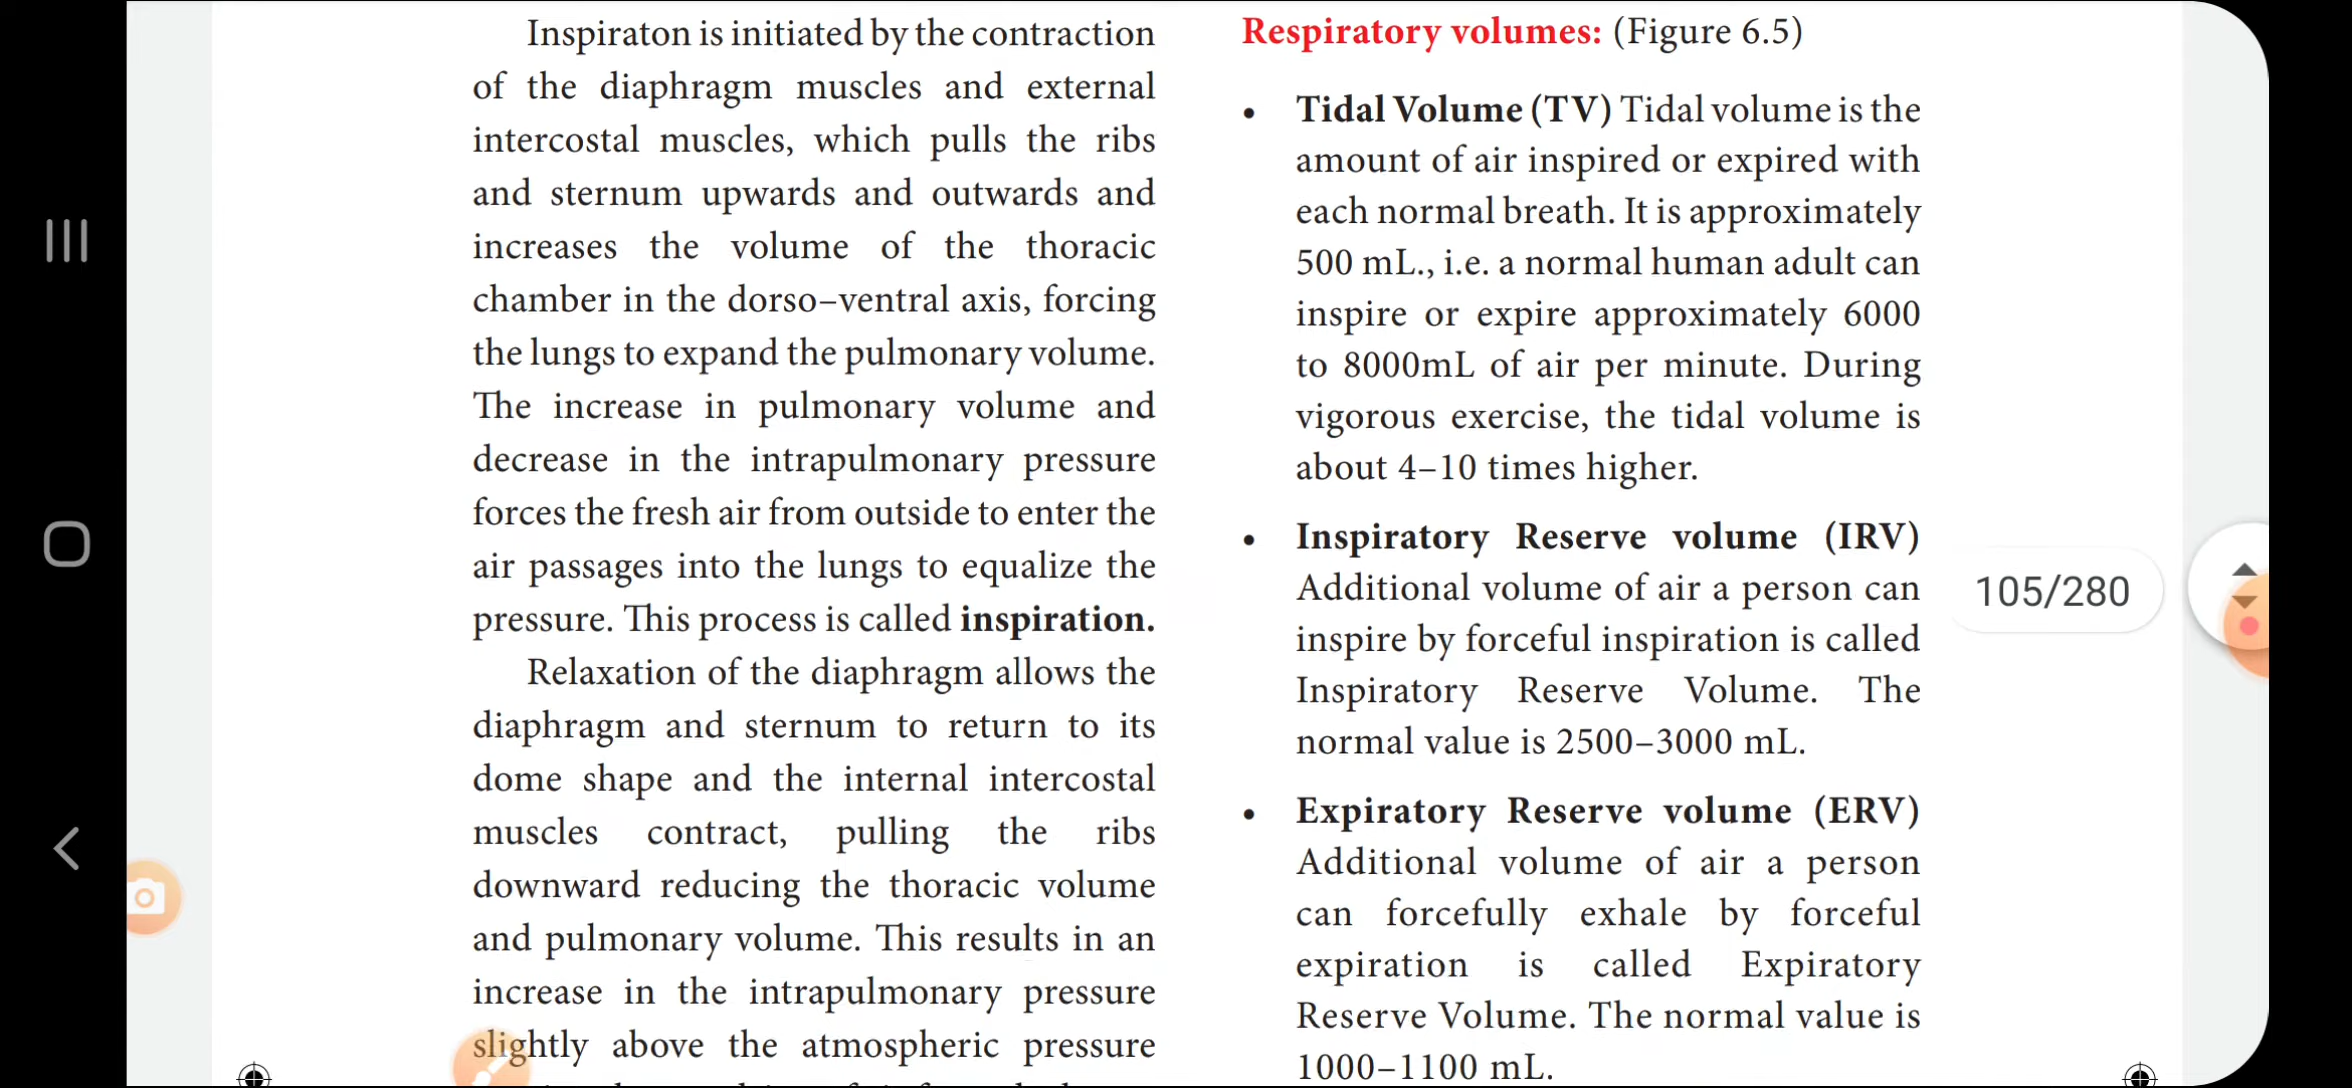 Inspiraton is initiated by the contraction
of the diaphragm muscles and external
intercostal muscles, which pulls the ribs
and sternum upwards and outwards and
increases the volume of the thoracic
chamber in the dorso–ventral axis, forcing
the lungs to expand the pulmonary volume.
The increase in pulmonary volume and
decrease in the intrapulmonary pressure
forces the fresh air from outside to enter the
air passages into the lungs to equalize the
pressure. This process is called inspiration.
Relaxation of the diaphragm allows the
diaphragm and sternum to return to its
dome shape and the internal intercostal
muscles contract, pulling the ribs
downward reducing the thoracic volume
and pulmonary volume. This results in an
increase in the intrapulmonary pressure
slightly above the atmospheric pressure
Respiratory volumes: (Figure 6.5)
• Tidal Volume (TV) Tidal volume is the
amount of air inspired or expired with
each normal breath. It is approximately
500 mL., i.e. a normal human adult can
inspire or expire approximately 6000
to 8000mL of air per minute. During
vigorous exercise, the tidal volume is
about 4–10 times higher.
• Inspiratory Reserve volume (IRV)
Additional volume of air a person can
inspire by forceful inspiration is called
Inspiratory Reserve Volume. The
normal value is 2500–3000 mL.
• Expiratory Reserve volume (ERV)
Additional volume of air a person
can forcefully exhale by forceful
expiration is called Expiratory
Reserve Volume. The normal value is
1000–1100 mL.
105/280